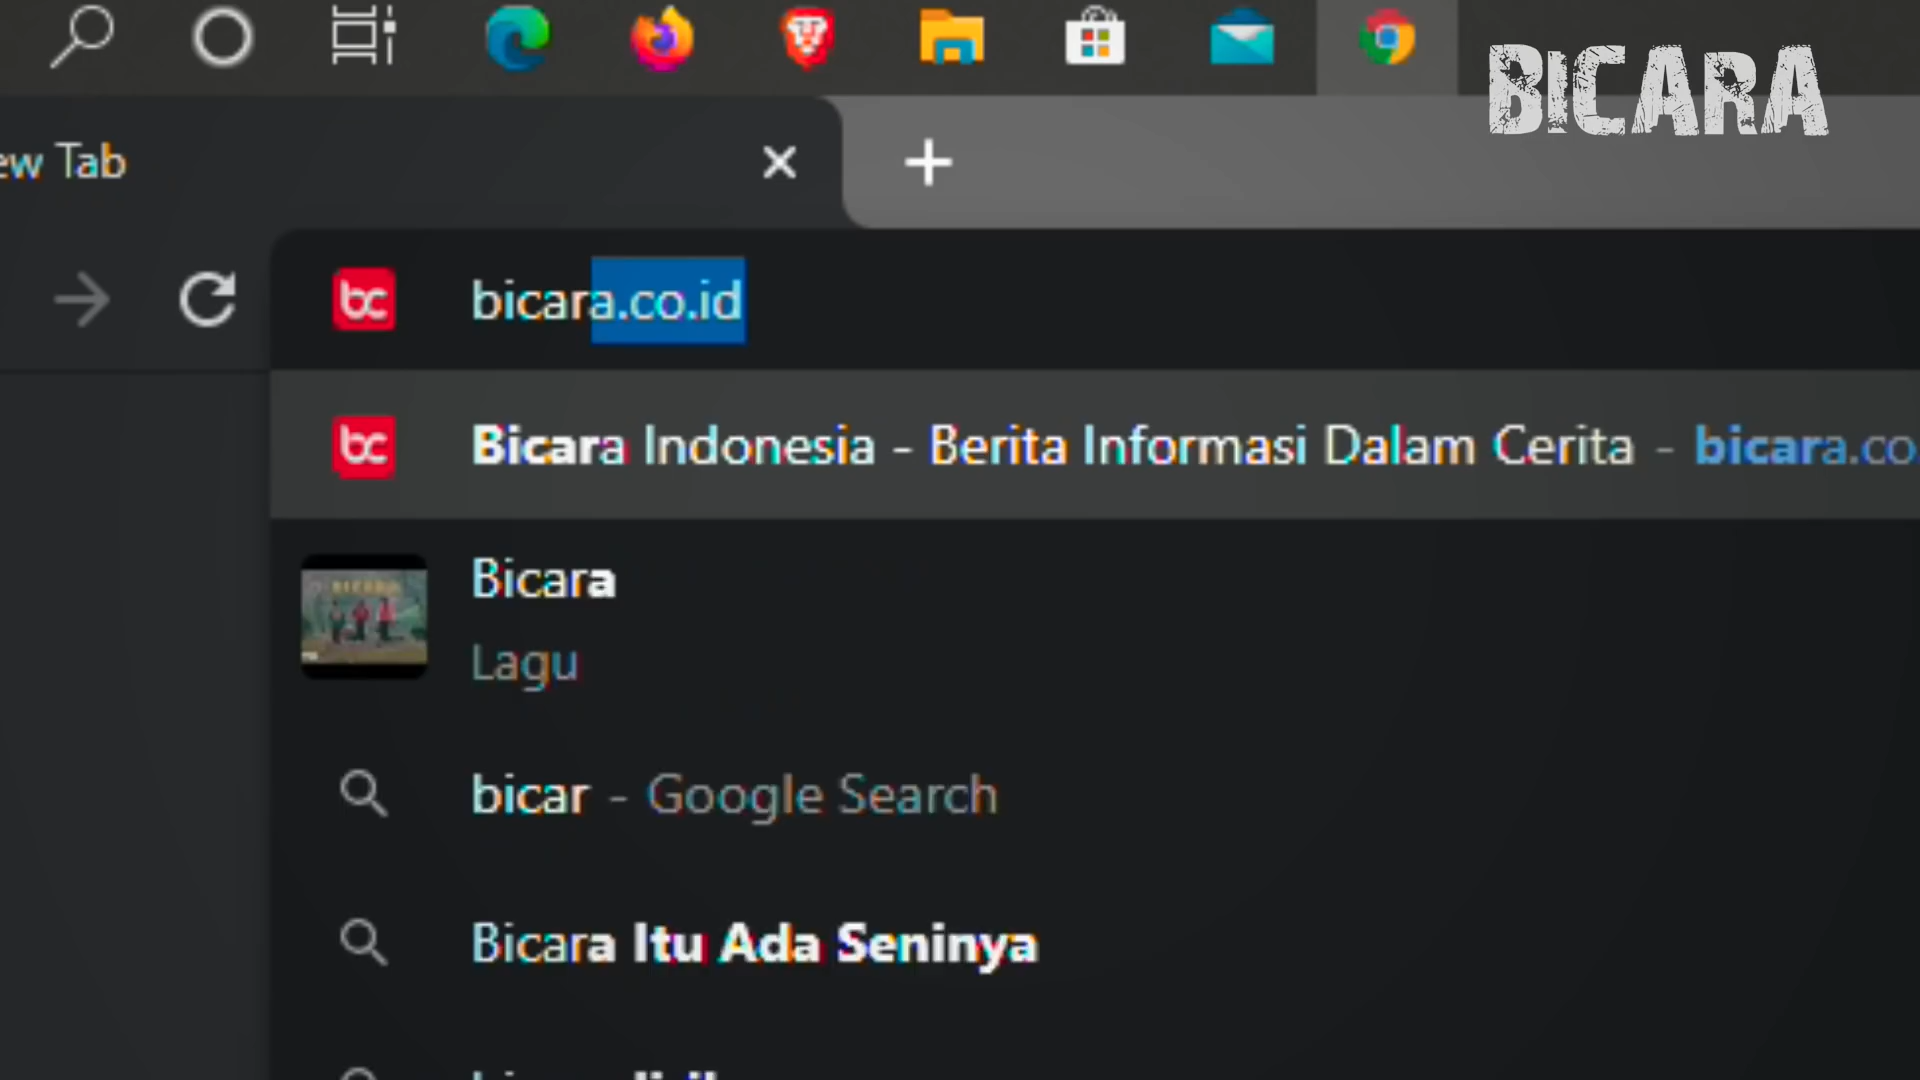 BICARA
ew Tab
bc bicara.co.id
bc Bicara Indonesia - Berita Informasi Dalam Cerita - bicara.co.
Bicara
Lagu
bicar - Google Search
Bicara Itu Ada Seninya